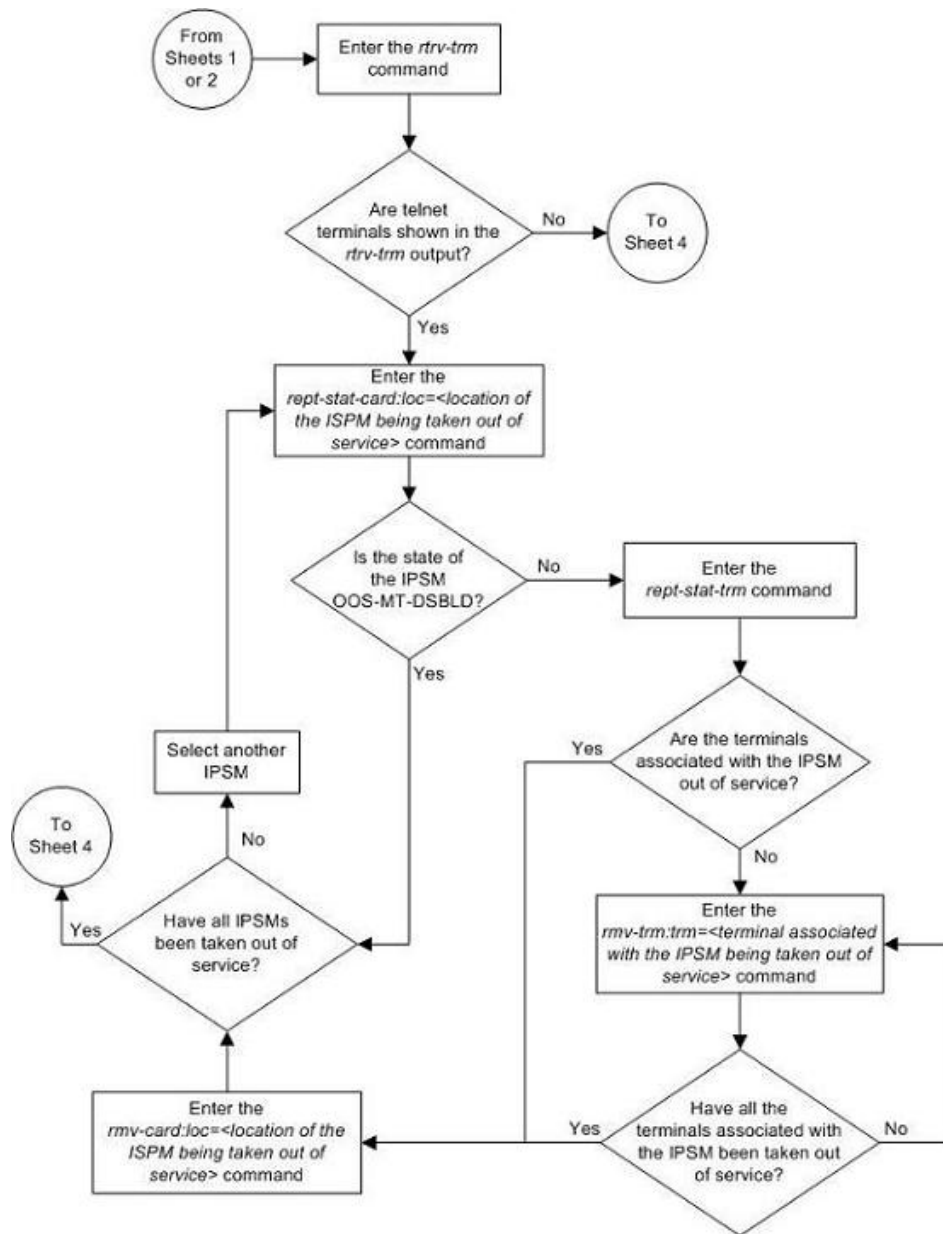 From
Sheets 1
or 2
Enter the rtrv-trm
command
Are telnet
terminals shown in the
rtrv-trm output?
No
To
Sheet 4
Yes
Enter the
rept-stat-card:loc=<location of
the ISPM being taken out of
service> command
Is the state of
the IPSM
OOS-MT-DSBLD?
No
Enter the
rept-stat-trm command
Yes
Are the terminals
associated with the IPSM
out of service?
Yes
No
Select another
IPSM
To
Sheet 4
No
Yes
Have all IPSMs
been taken out of
service?
Enter the
rmv-trm:trm=<terminal associated
with the IPSM being taken out of
service> command
Enter the
rmv-card:loc=<location of the
ISPM being taken out of
service> command
Yes
Have all the
terminals associated with
the IPSM been taken out
of service?
No